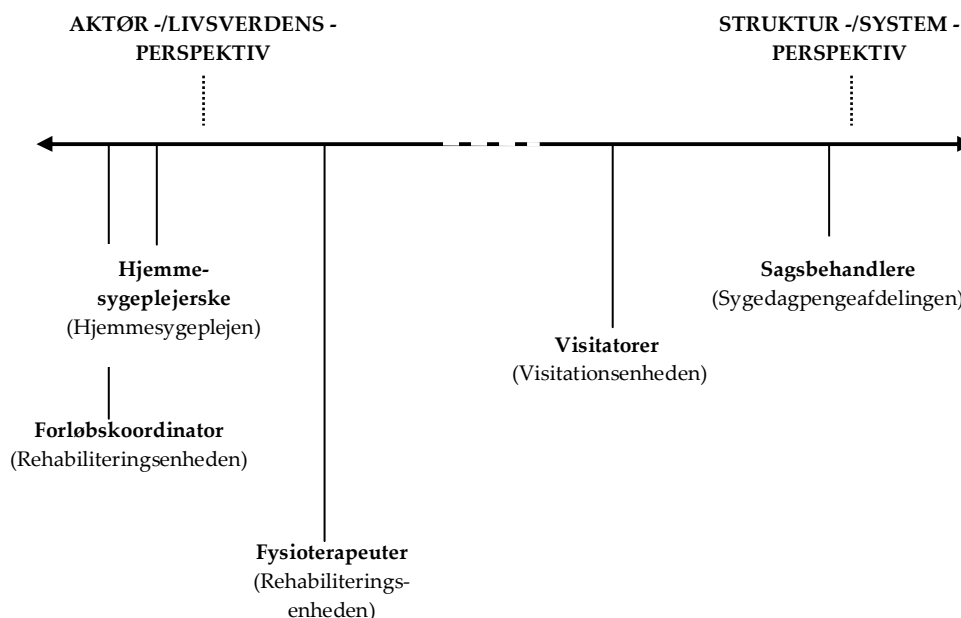 AKTØR -/LIVSVERDENS -
PERSPEKTIV
STRUKTUR -/SYSTEM -
PERSPEKTIV
Hjemme-
sygeplejerske
(Hjemmesygeplejen)
Sagsbehandlere
(Sygedagpengeafdelingen)
Visitatorer
(Visitationsenheden)
Forløbskoordinator
(Rehabiliteringsenheden)
Fysioterapeuter
(Rehabiliterings-
enheden)